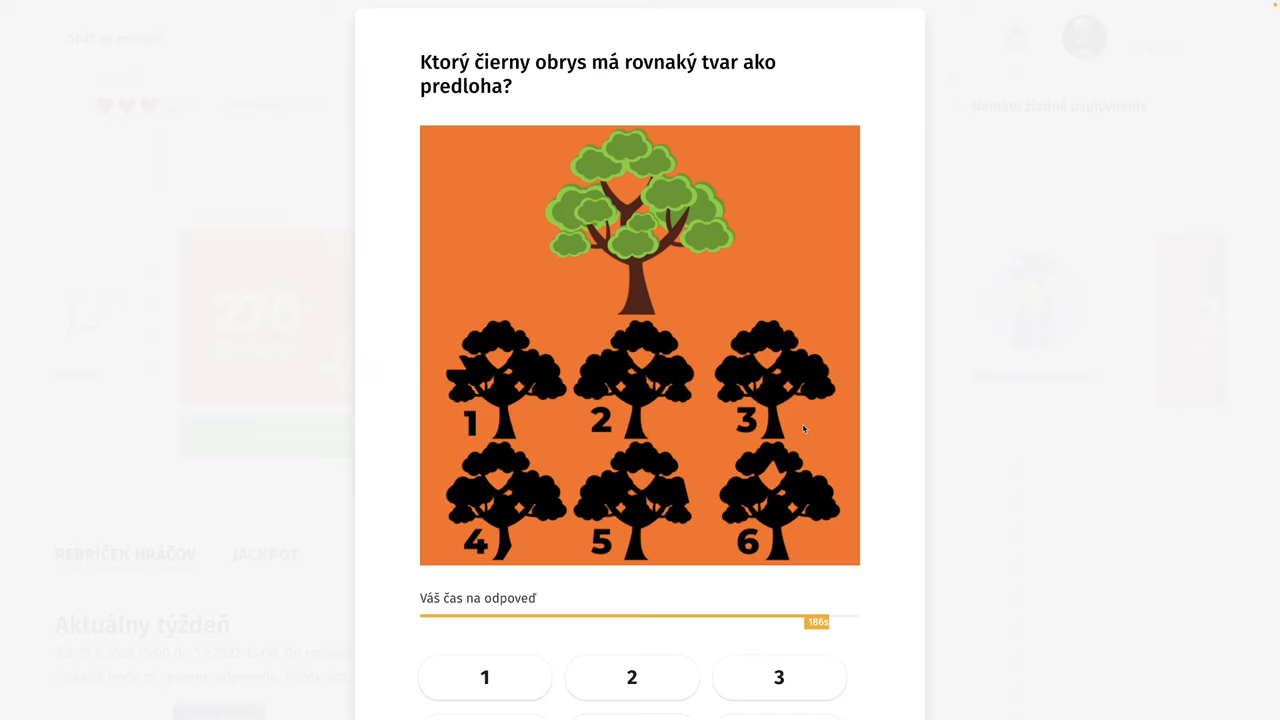 Ktorý čierny obrys má rovnaký tvar ako
predloha?
270
1 2 3
4 5 6
Váš čas na odpoveď
186s
1 2 3
REBRÍČEK HRÁČOV JACKPOT
Aktuálny týždeň